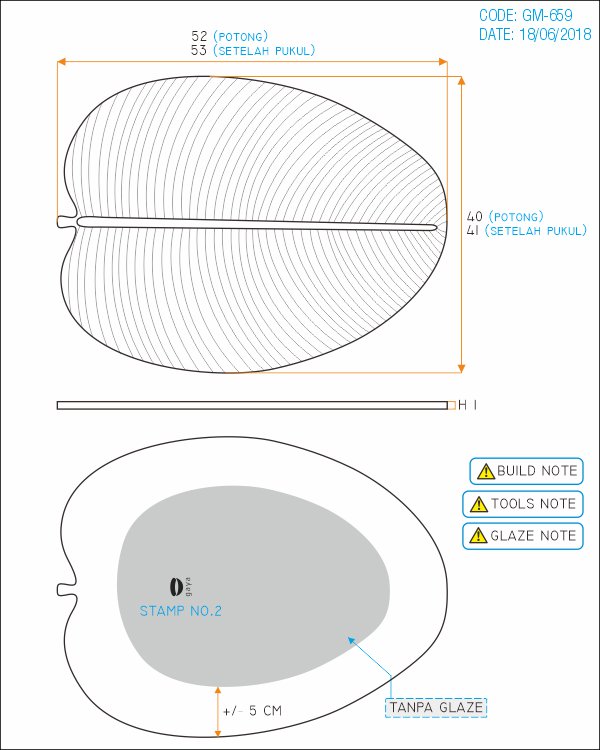 CODE: GM-659
DATE: 18/06/2018
52 (POTONG)
53 (SETELAH PUKUL)
40 (POTONG)
41 (SETELAH PUKUL)
H 1
BUILD NOTE
TOOLS NOTE
GLAZE NOTE
gaya
STAMP NO.2
TANPA GLAZE
+/- 5 CM